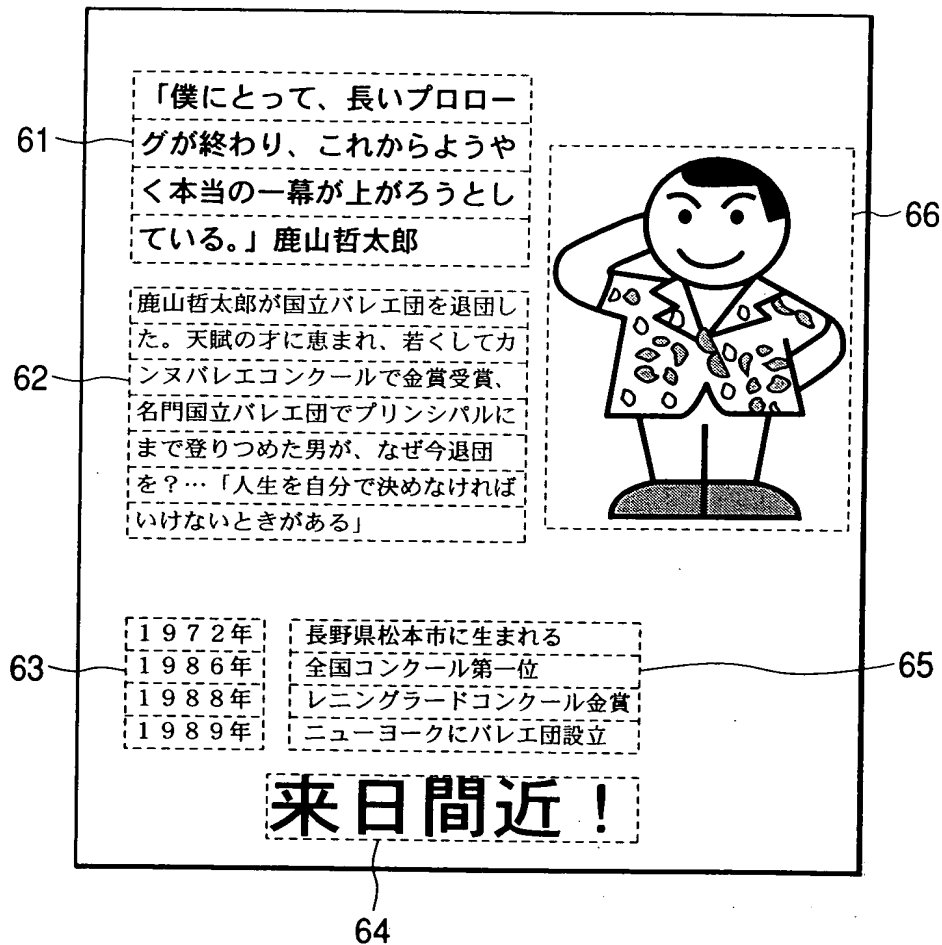 61
「僕にとって、長いプロロー
グが終わり、これからようや
く本当の一幕が上がろうとし
ている。」鹿山哲太郎
66
62
鹿山哲太郎が国立バレエ団を退団し
た。天賦の才に恵まれ、若くしてカ
ンヌバレエコンクールで金賞受賞、
名門国立バレエ団でプリンシパルに
まで登りつめた男が、なぜ今退団
を？…「人生を自分で決めなければ
いけないときがある」
63
1972年 長野県松本市に生まれる
1986年 全国コンクール第一位
1988年 レニングラードコンクール金賞
1989年 ニューヨークにバレエ団設立
65
来日間近！
64